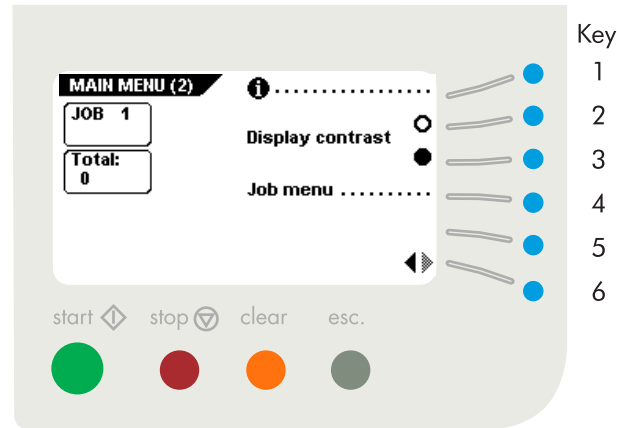 Key
MAIN MENU (2)
i ..................
1
JOB 1
2
Display contrast
3
Total:
0
Job menu ..........
4
5
6
start stop clear esc.